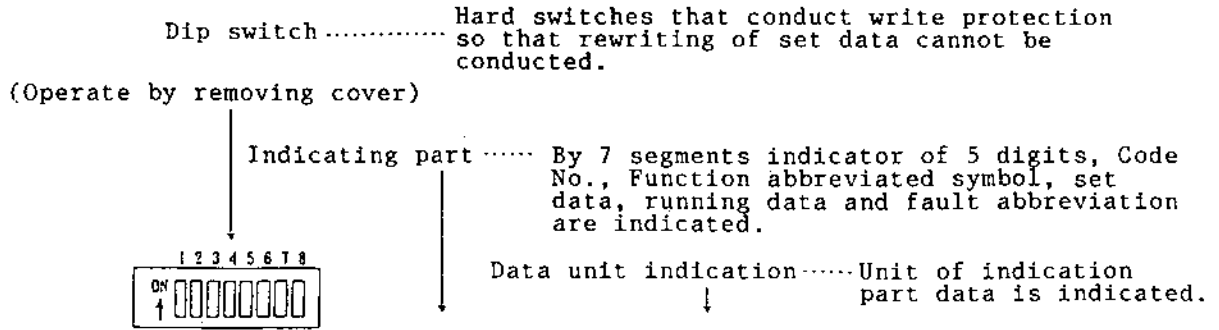 Dip switch ············· Hard switches that conduct write protection
so that rewriting of set data cannot be
conducted.
(Operate by removing cover)
Indicating part ······ By 7 segments indicator of 5 digits, Code
No., Function abbreviated symbol, set
data, running data and fault abbreviation
are indicated.
1 2 3 4 5 6 7 8
ON
Data unit indication ······ Unit of indication
part data is indicated.